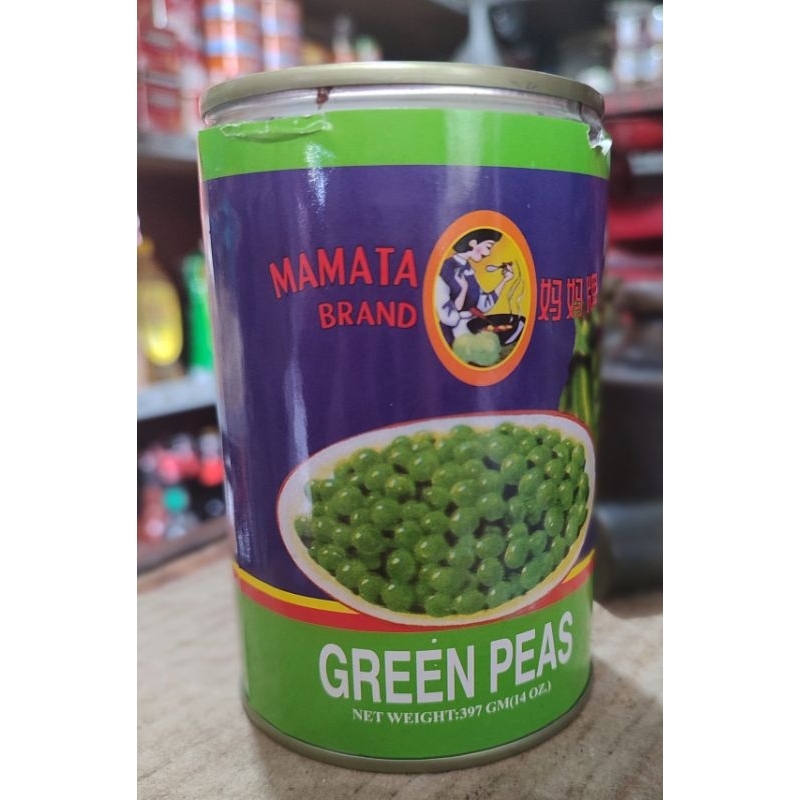 MAMATA
BRAND
妈妈牌
GREEN PEAS
NET WEIGHT:397 GM(14 OZ.)